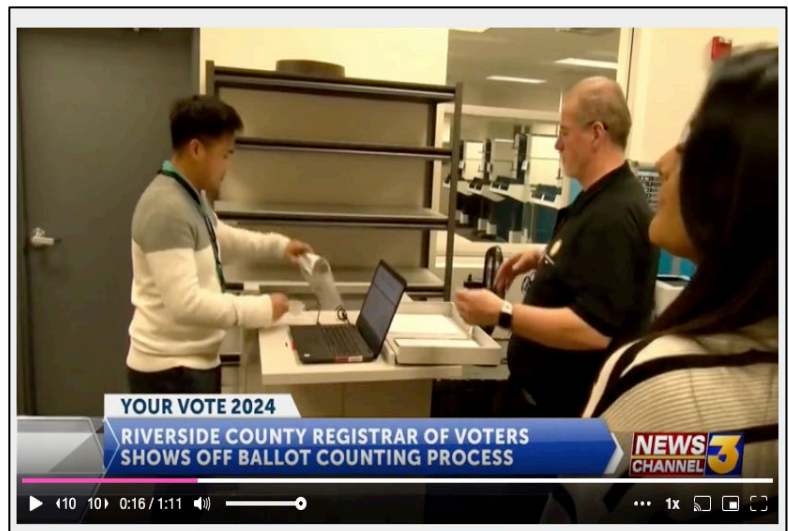 YOUR VOTE 2024
RIVERSIDE COUNTY REGISTRAR OF VOTERS
SHOWS OFF BALLOT COUNTING PROCESS
NEWS
CHANNEL 3
10 10 0:16 / 1:11 ... 1x